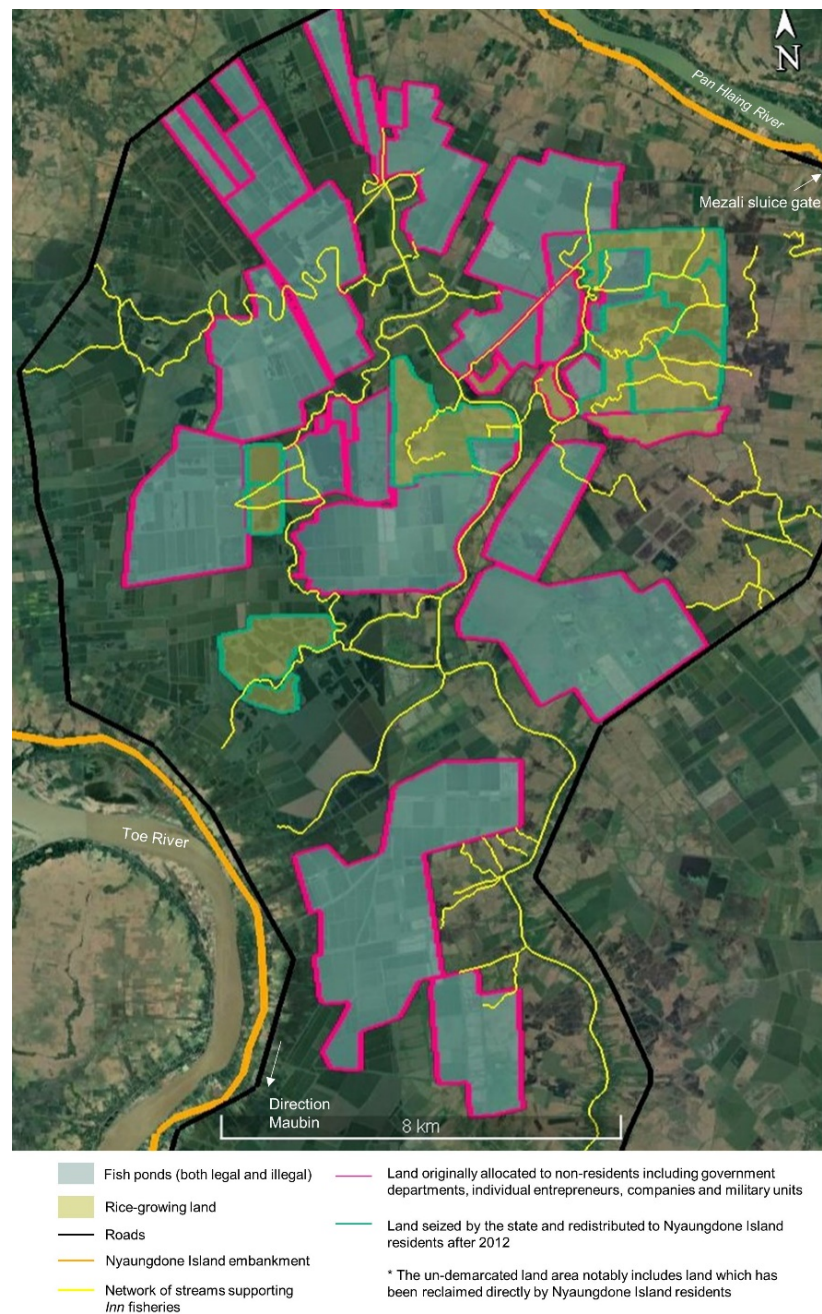 N
Pan Hlaing River
Mezali sluice gate
Toe River
Direction
Maubin
8 km
Fish ponds (both legal and illegal)
Rice-growing land
Roads
Nyaungdone Island embankment
Network of streams supporting
Inn fisheries
Land originally allocated to non-residents including government
departments, individual entrepreneurs, companies and military units
Land seized by the state and redistributed to Nyaungdone Island
residents after 2012
* The un-demarcated land area notably includes land which has
been reclaimed directly by Nyaungdone Island residents